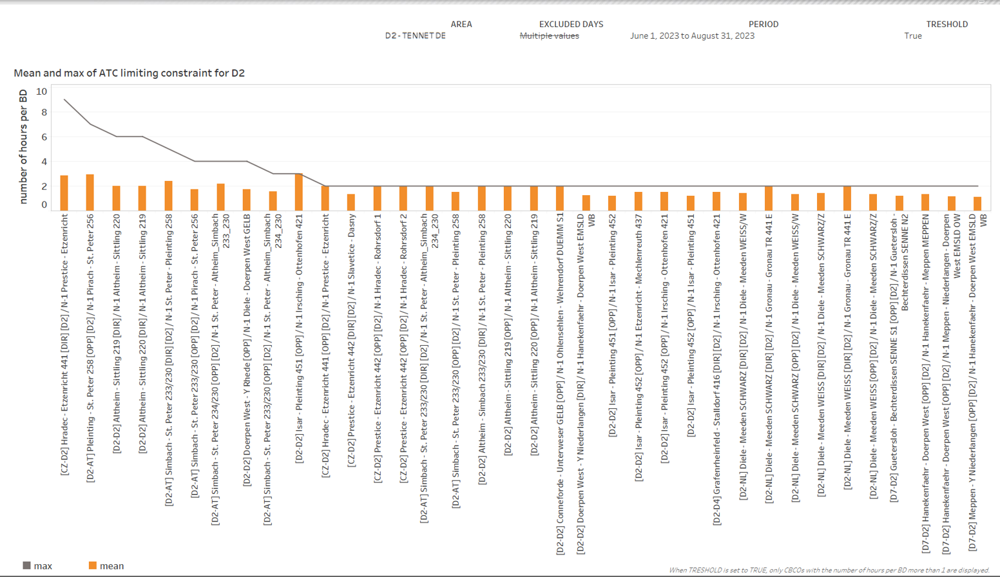 AREA EXCLUDED DAYS PERIOD TRESHOLD
D2 - TENNET DE Multiple values June 1, 2023 to August 31, 2023 True
Mean and max of ATC limiting constraint for D2
number of hours per BD
10
8
6
4
2
0
[CZ-D2] Hradec - Etzenricht 441 [DIR] [D2] / N-1 Prestice - Etzenricht
[D2-AT] Pleinting - St. Peter 258 [OPP] [D2] / N-1 Pirach - St. Peter 256
[D2-D2] Altheim - Sittling 219 [DIR] / N-1 Altheim - Sittling 220
[D2-D2] Altheim - Sittling 220 [DIR] / N-1 Altheim - Sittling 219
[D2-AT] Simbach - St. Peter 233/230 [DIR] [D2] / N-1 St. Peter - Pleinting 258
[D2-AT] Simbach - St. Peter 233/230 [OPP] [D2] / N-1 Pirach - St. Peter 256
[D2-AT] Simbach - St. Peter 234/230 [OPP] [D2] / N-1 St. Peter - Altheim_Simbach
233_230
[D2-D2] Doerpen West - Y Rhede [OPP] / N-1 Diele - Doerpen West GELB
[D2-AT] Simbach - St. Peter 233/230 [OPP] [D2] / N-1 St. Peter - Altheim_Simbach
234_230
[D2-D2] Isar - Pleinting 451 [OPP] / N-1 Irsching - Ottenhofen 421
[CZ-D2] Hradec - Etzenricht 441 [OPP] [D2] / N-1 Prestice - Etzenricht
[CZ-D2] Prestice - Etzenricht 442 [DIR] [D2] / N-1 Slavetice - Dasny
[CZ-D2] Prestice - Etzenricht 442 [OPP] [D2] / N-1 Hradec - Rohrsdorf 1
[CZ-D2] Prestice - Etzenricht 442 [OPP] [D2] / N-1 Hradec - Rohrsdorf 2
[D2-AT] Simbach - St. Peter 233/230 [DIR] [D2] / N-1 St. Peter - Altheim_Simbach
234_230
[D2-AT] Simbach - St. Peter 233/230 [OPP] [D2] / N-1 St. Peter - Pleinting 258
[D2-D2] Altheim - Simbach 233/230 [DIR] / N-1 St. Peter - Pleinting 258
[D2-D2] Altheim - Sittling 219 [OPP] / N-1 Altheim - Sittling 220
[D2-D2] Altheim - Sittling 220 [OPP] / N-1 Altheim - Sittling 219
[D2-D2] Conneforde - Unterweser GELB [OPP] / N-1 Ohlensehlen - Wehrendorf DUEMM S1
[D2-D2] Doerpen West - Y Niederlangen [DIR] / N-1 Hanekenfaehr - Doerpen West EMSLD
WB
[D2-D2] Isar - Pleinting 451 [OPP] / N-1 Isar - Pleinting 452
[D2-D2] Isar - Pleinting 452 [OPP] / N-1 Etzenricht - Mechlenreuth 437
[D2-D2] Isar - Pleinting 452 [OPP] / N-1 Irsching - Ottenhofen 421
[D2-D2] Isar - Pleinting 452 [OPP] / N-1 Isar - Pleinting 451
[D2-D4] Grafenrheinfeld - Stalldorf 416 [DIR] [D2] / N-1 Irsching - Ottenhofen 421
[D2-NL] Diele - Meeden SCHWARZ [DIR] [D2] / N-1 Diele - Meeden WEISS/W
[D2-NL] Diele - Meeden SCHWARZ [DIR] [D2] / N-1 Gronau - Gronau TR 441 E
[D2-NL] Diele - Meeden SCHWARZ [OPP] [D2] / N-1 Diele - Meeden WEISS/W
[D2-NL] Diele - Meeden WEISS [DIR] [D2] / N-1 Diele - Meeden SCHWARZ/Z
[D2-NL] Diele - Meeden WEISS [DIR] [D2] / N-1 Gronau - Gronau TR 441 E
[D2-NL] Diele - Meeden WEISS [OPP] [D2] / N-1 Diele - Meeden SCHWARZ/Z
[D7-D2] Guetersloh - Bechterdissen SENNE S1 [OPP] [D2] / N-1 Guetersloh -
Bechterdissen SENNE N2
[D7-D2] Hanekenfaehr - Doerpen West [OPP] [D2] / N-1 Hanekenfaehr - Meppen MEPPEN
[D7-D2] Hanekenfaehr - Doerpen West [OPP] [D2] / N-1 Meppen - Niederlangen - Doerpen
West EMSLD OW
[D7-D2] Meppen - Y Niederlangen [OPP] [D2] / N-1 Hanekenfaehr - Doerpen West EMSLD
WB
max mean
When TRESHOLD is set to TRUE, only CBCOs with the number of hours per BD more than 1 are displayed.